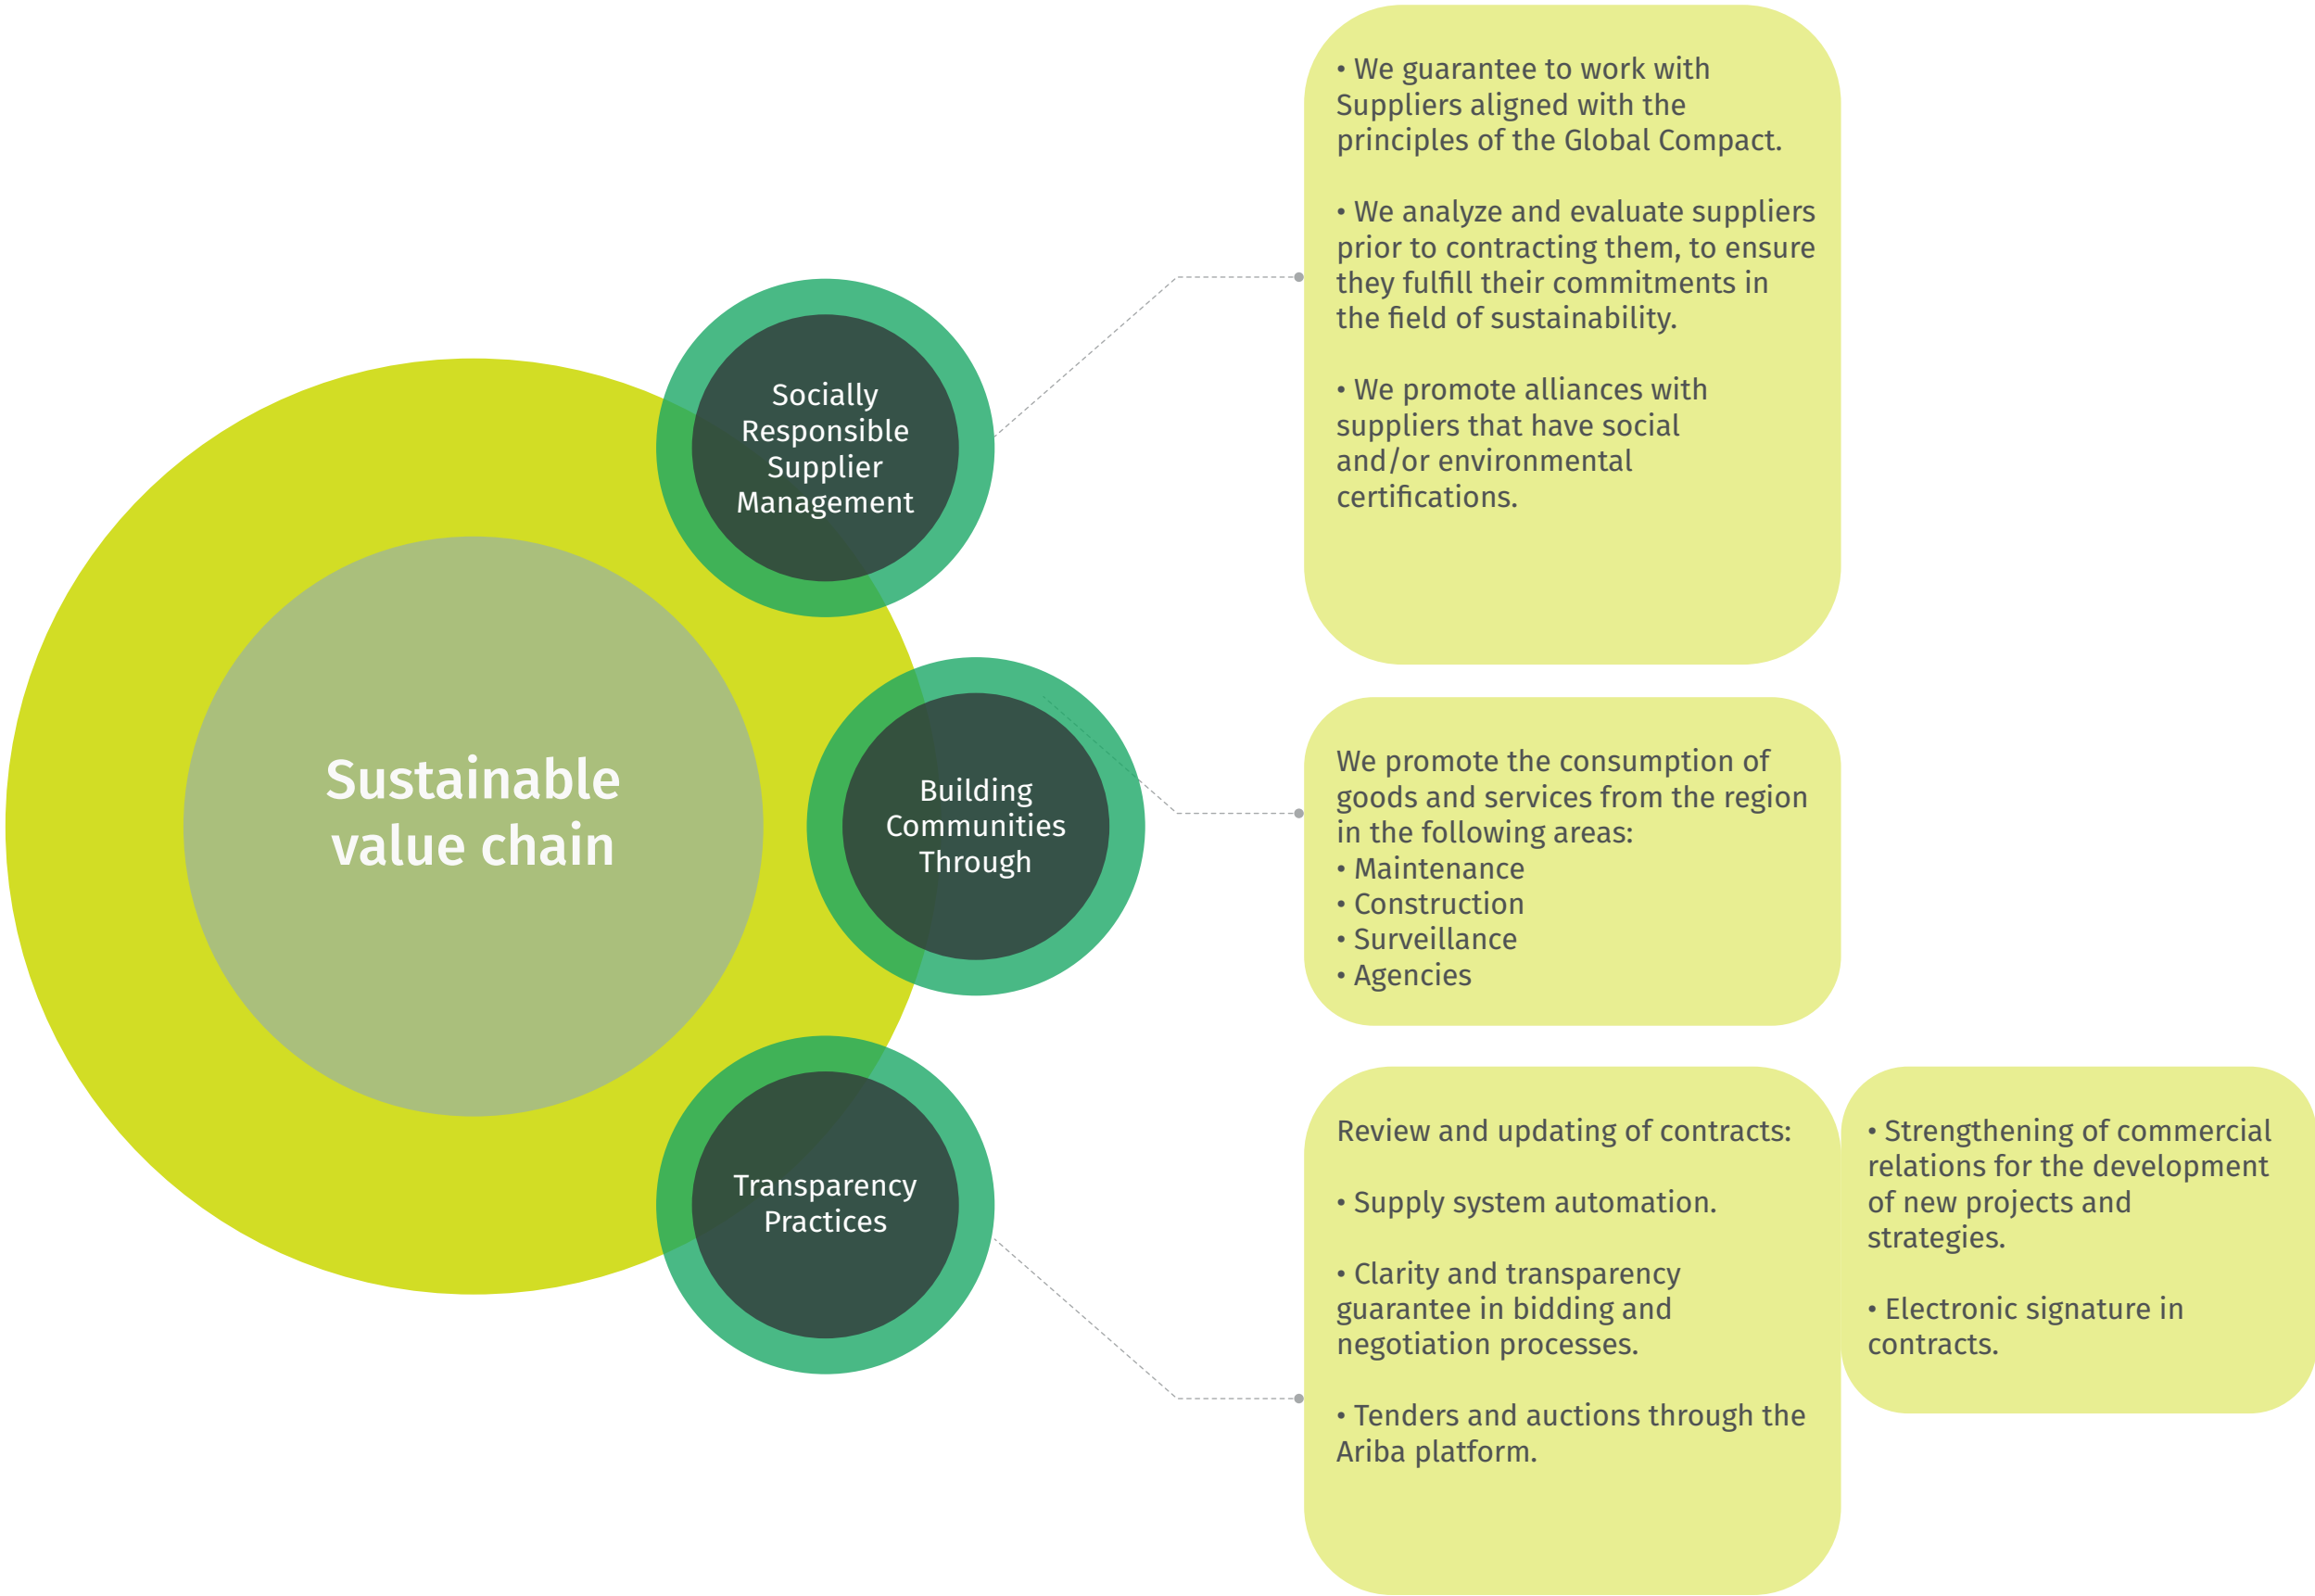 Sustainable
value chain
Socially
Responsible
Supplier
Management
• We guarantee to work with
Suppliers aligned with the
principles of the Global Compact.
• We analyze and evaluate suppliers
prior to contracting them, to ensure
they fulfill their commitments in
the field of sustainability.
• We promote alliances with
suppliers that have social
and/or environmental
certifications.
Building
Communities
Through
We promote the consumption of
goods and services from the region
in the following areas:
• Maintenance
• Construction
• Surveillance
• Agencies
Transparency
Practices
Review and updating of contracts:
• Supply system automation.
• Clarity and transparency
guarantee in bidding and
negotiation processes.
• Tenders and auctions through the
Ariba platform.
• Strengthening of commercial
relations for the development
of new projects and
strategies.
• Electronic signature in
contracts.